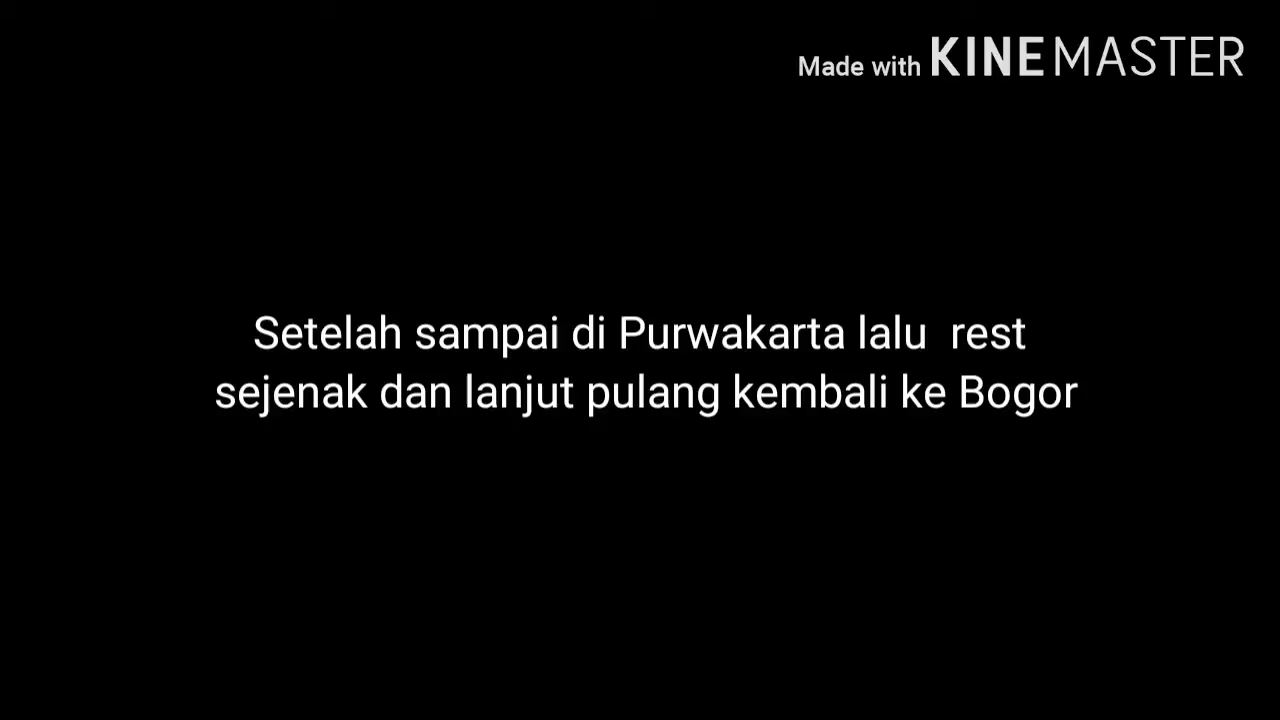 Made with KINEMASTER
Setelah sampai di Purwakarta lalu  rest
sejenak dan lanjut pulang kembali ke Bogor